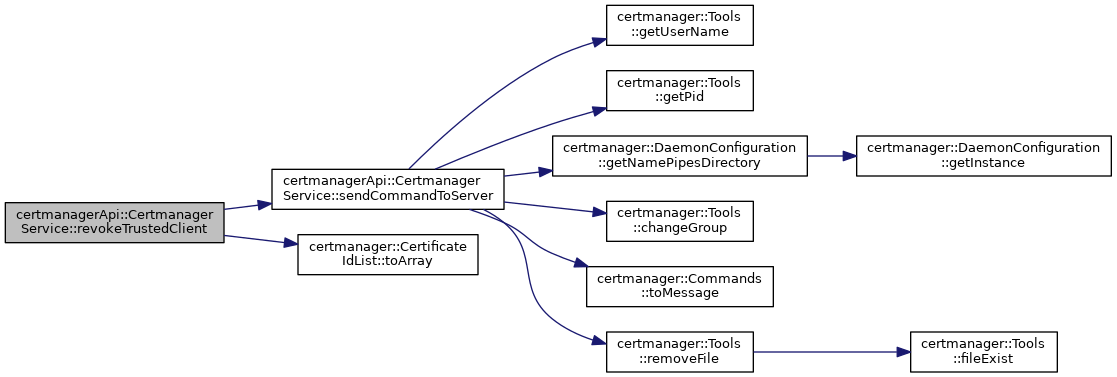 certmanager::Tools
::getUserName
certmanager::Tools
::getPid
certmanager::DaemonConfiguration
::getNamePipesDirectory
certmanager::DaemonConfiguration
::getInstance
certmanagerApi::Certmanager
Service::sendCommandToServer
certmanagerApi::Certmanager
Service::revokeTrustedClient
certmanager::Tools
::changeGroup
certmanager::Certificate
IdList::toArray
certmanager::Commands
::toMessage
certmanager::Tools
::removeFile
certmanager::Tools
::fileExist